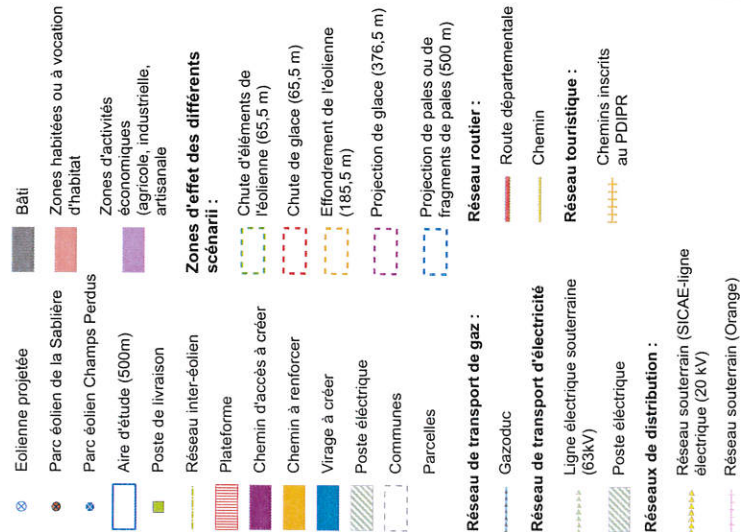 Eolienne projetée
Parc éolien de la Sablière
Parc éolien Champs Perdus
Aire d'étude (500m)
Poste de livraison
Réseau inter-éolien
Plateforme
Chemin d'accès à créer
Chemin à renforcer
Virage à créer
Poste éléctrique
Communes
Parcelles
Réseau de transport de gaz :
Gazoduc
Réseau de transport d'électricité
Ligne électrique souterraine
(63kV)
Poste éléctrique
Réseaux de distribution :
Réseau souterrain (SICAE-ligne
électrique (20 kV)
Réseau souterrain (Orange)
Bâti
Zones habitées ou à vocation
d'habitat
Zones d'activités
économiques
(agricole, industrielle,
artisanale
Zones d'effet des différents
scénarii :
Chute d'éléments de
l'éolienne (65,5 m)
Chute de glace (65,5 m)
Effondrement de l'éolienne
(185,5 m)
Projection de glace (376,5 m)
Projection de pales ou de
fragments de pales (500 m)
Réseau routier :
Route départementale
Chemin
Réseau touristique :
Chemins inscrits
au PDIPR